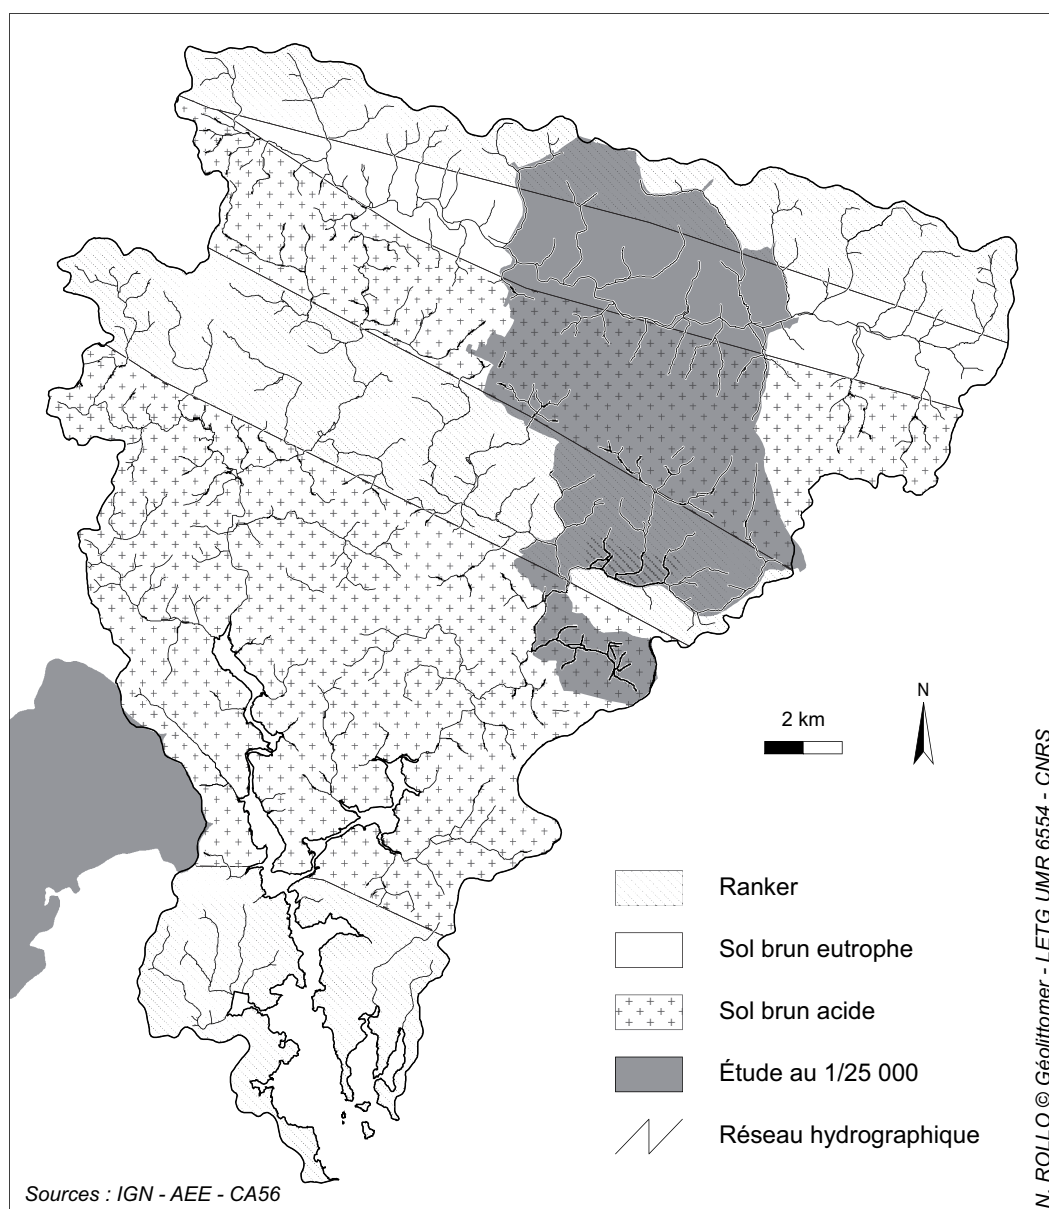 N
2 km
Ranker
Sol brun eutrophe
Sol brun acide
Étude au 1/25 000
Réseau hydrographique
Sources : IGN - AEE - CA56
N. ROLLO © Géolittomer - LETG UMR 6554 - CNRS